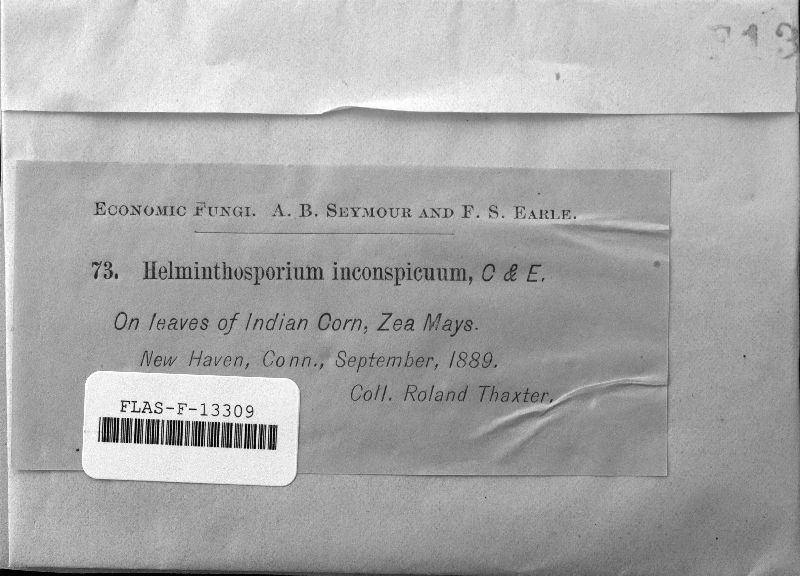 Economic Fungi. A. B. Seymour and F. S. Earle.
73. Helminthosporium inconspicuum, C & E.
On leaves of Indian Corn, Zea Mays.
New Haven, Conn., September, 1889.
Coll. Roland Thaxter.
FLAS-F-13309